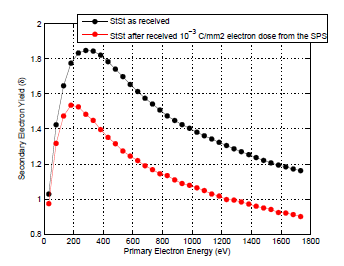 StSt as received
StSt after received 10⁻³ C/mm2 electron dose from the SPS
Secondary Electron Yield (δ)
2
1.8
1.6
1.4
1.2
1
0.8
0 200 400 600 800 1000 1200 1400 1600 1800
Primary Electron Energy (eV)